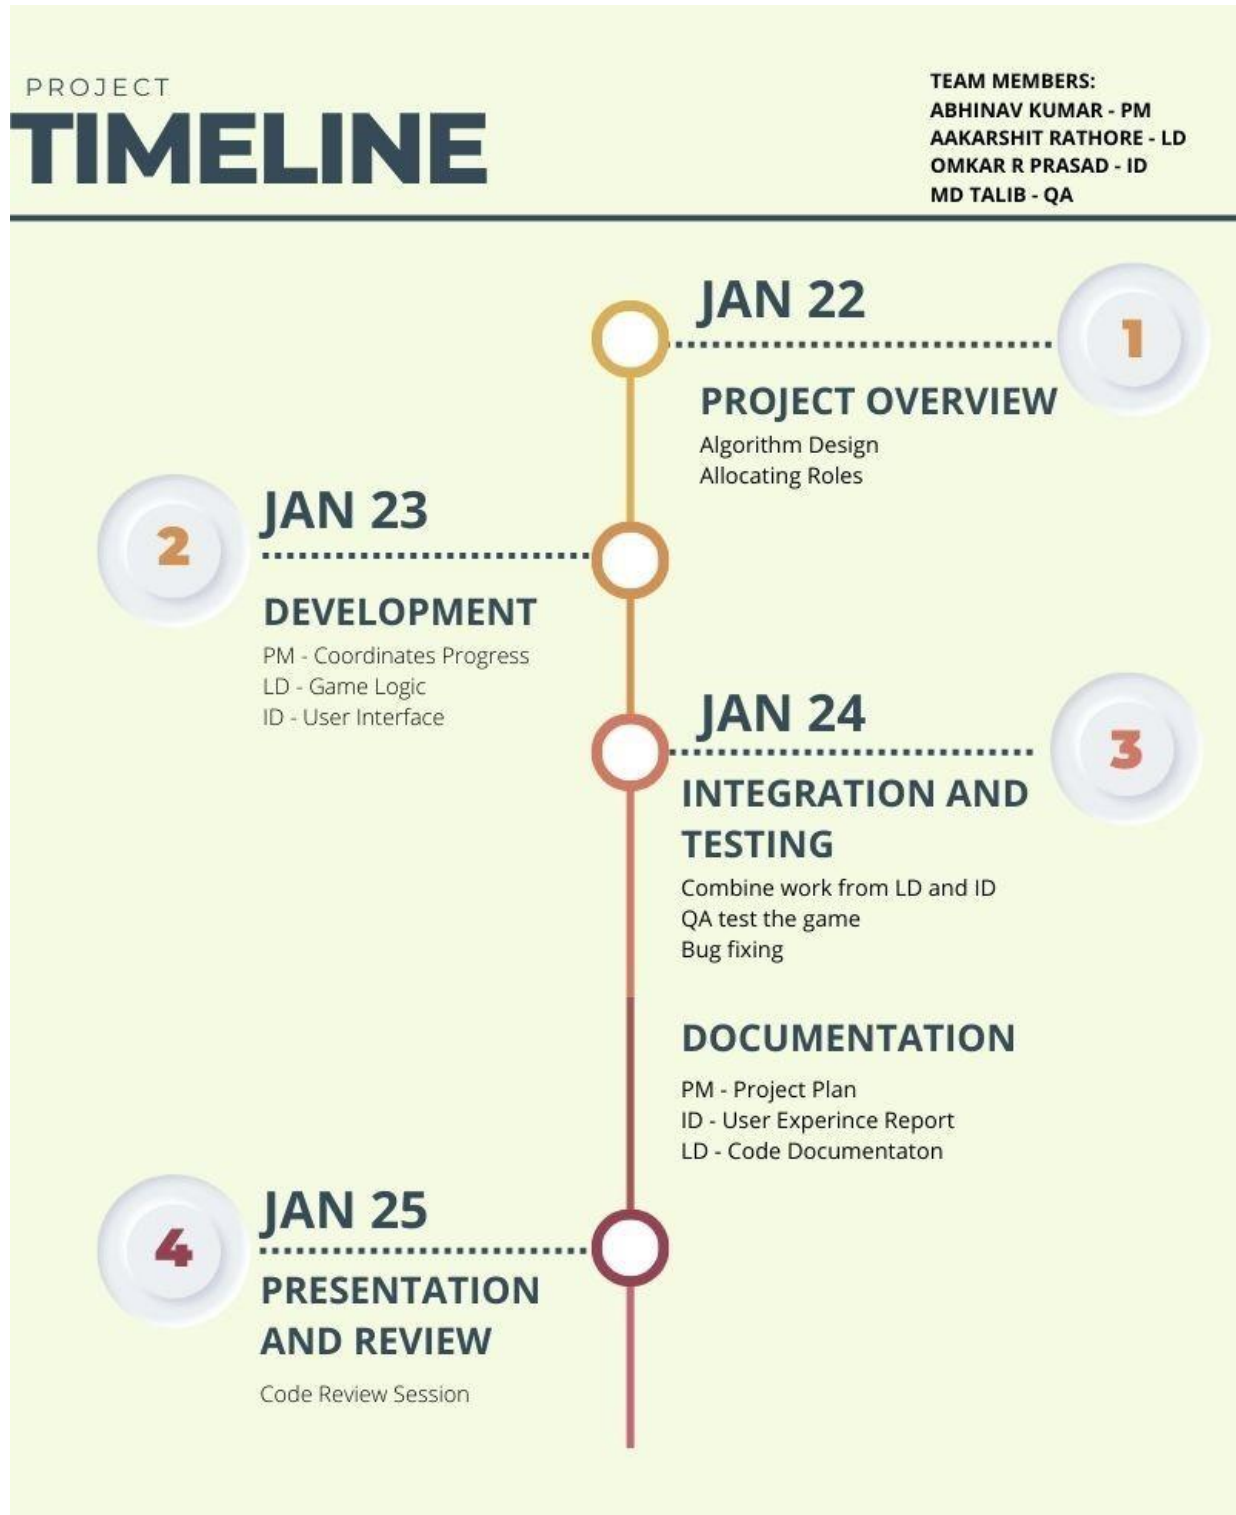 PROJECT
TIMELINE
TEAM MEMBERS:
ABHINAV KUMAR - PM
AAKARSHIT RATHORE - LD
OMKAR R PRASAD - ID
MD TALIB - QA
JAN 22
1
PROJECT OVERVIEW
Algorithm Design
Allocating Roles
2
JAN 23
DEVELOPMENT
PM - Coordinates Progress
LD - Game Logic
ID - User Interface
JAN 24
3
INTEGRATION AND
TESTING
Combine work from LD and ID
QA test the game
Bug fixing
DOCUMENTATION
PM - Project Plan
ID - User Experince Report
LD - Code Documentaton
4
JAN 25
PRESENTATION
AND REVIEW
Code Review Session